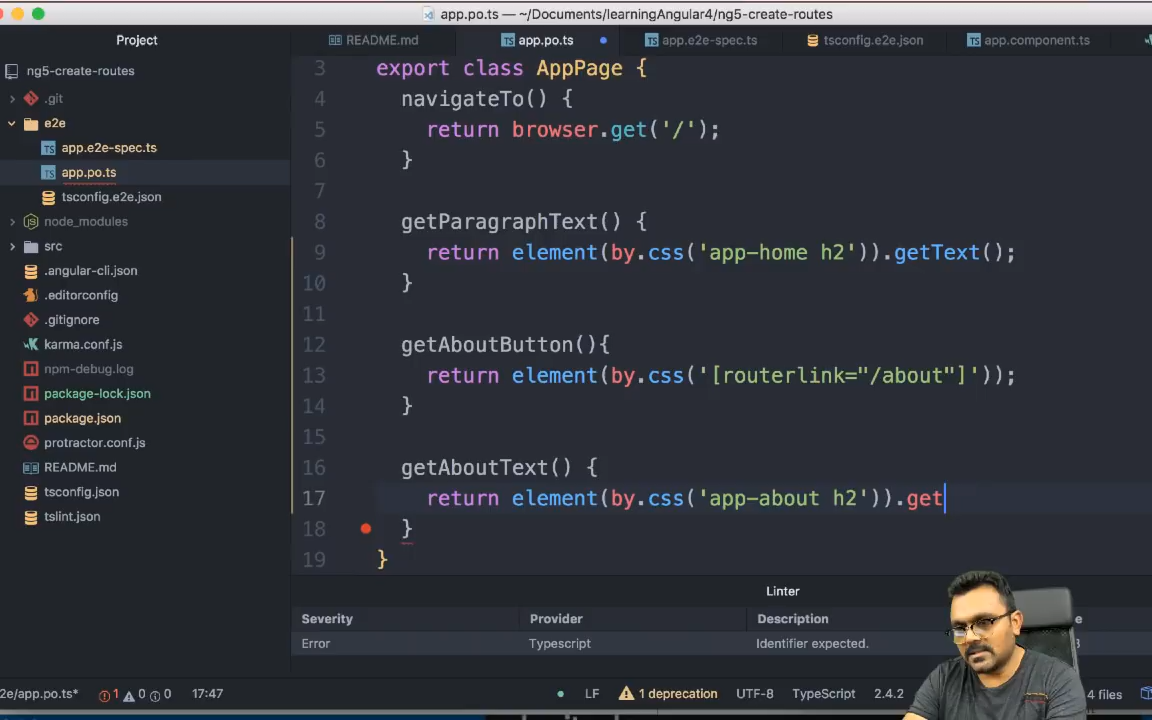 app.po.ts — ~/Documents/learningAngular4/ng5-create-routes
Project
README.md
app.po.ts
app.e2e-spec.ts
tsconfig.e2e.json
app.component.ts
ng5-create-routes
.git
e2e
TS app.e2e-spec.ts
TS app.po.ts
tsconfig.e2e.json
node_modules
src
.angular-cli.json
.editorconfig
.gitignore
karma.conf.js
npm-debug.log
package-lock.json
package.json
protractor.conf.js
README.md
tsconfig.json
tslint.json
3 export class AppPage {
4 navigateTo() {
5 return browser.get('/');
6 }
7
8 getParagraphText() {
9 return element(by.css('app-home h2')).getText();
10 }
11
12 getAboutButton(){
13 return element(by.css('[routerlink="/about"]'));
14 }
15
16 getAboutText() {
17 return element(by.css('app-about h2')).get
18 }
19 }
Linter
Severity Provider Description
Error Typescript Identifier expected.
2e/app.po.ts* 1 0 0 17:47 LF 1 deprecation UTF-8 TypeScript 2.4.2 4 files